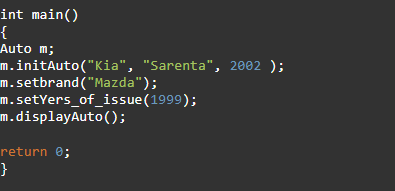 int main()
{
Auto m;
m.initAuto("Kia", "Sarenta", 2002 );
m.setbrand("Mazda");
m.setYers_of_issue(1999);
m.displayAuto();
return 0;
}